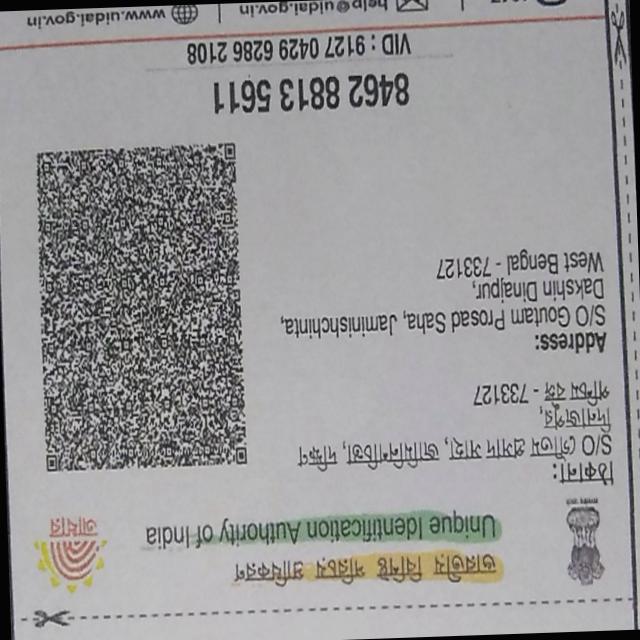 ভারতীয় বিশিষ্ট পরিচয় প্রাধিকরণ
Unique Identification Authority of India
আধার
ঠিকানা:
S/O গৌতম প্রসাদ সাহা, জামিনিশচিন্তা, দক্ষিণ
দিনাজপুর,
পশ্চিম বঙ্গ - 733127
Address:
S/O Goutam Prosad Saha, Jaminishchinta,
Dakshin Dinajpur,
West Bengal - 733127
8462 8813 5611
VID : 9127 0429 6286 2108
help@uidai.gov.in | www.uidai.gov.in